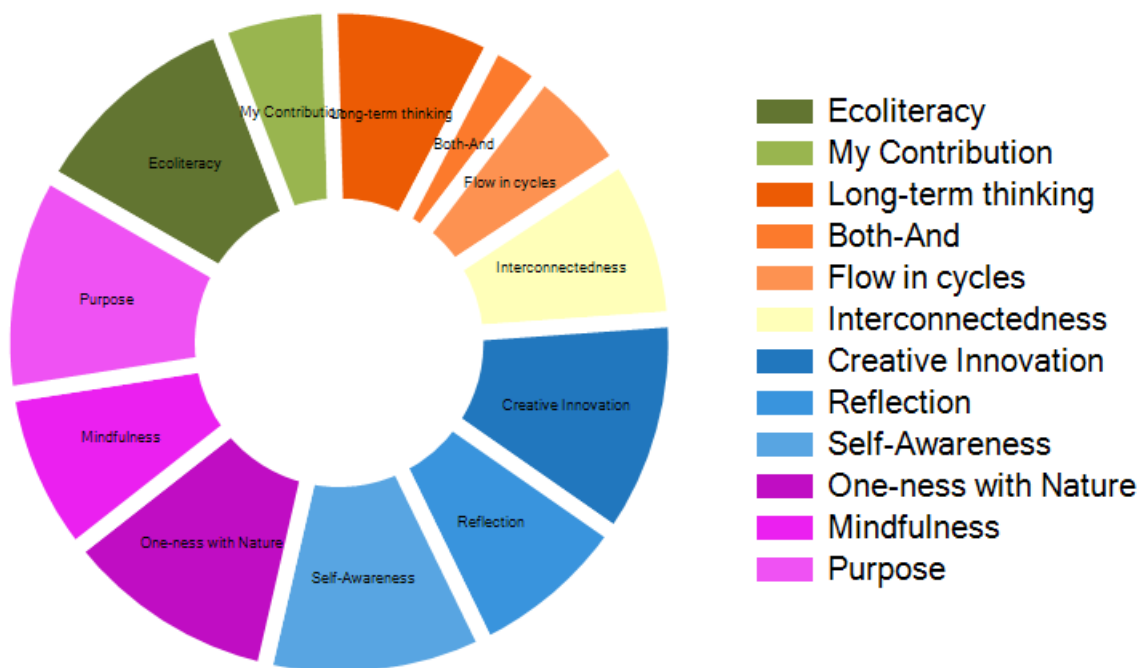 My Contribution
Long-term thinking
Both-And
Ecoliteracy
Flow in cycles
Interconnectedness
Purpose
Creative Innovation
Mindfulness
Reflection
One-ness with Nature
Self-Awareness
Ecoliteracy
My Contribution
Long-term thinking
Both-And
Flow in cycles
Interconnectedness
Creative Innovation
Reflection
Self-Awareness
One-ness with Nature
Mindfulness
Purpose